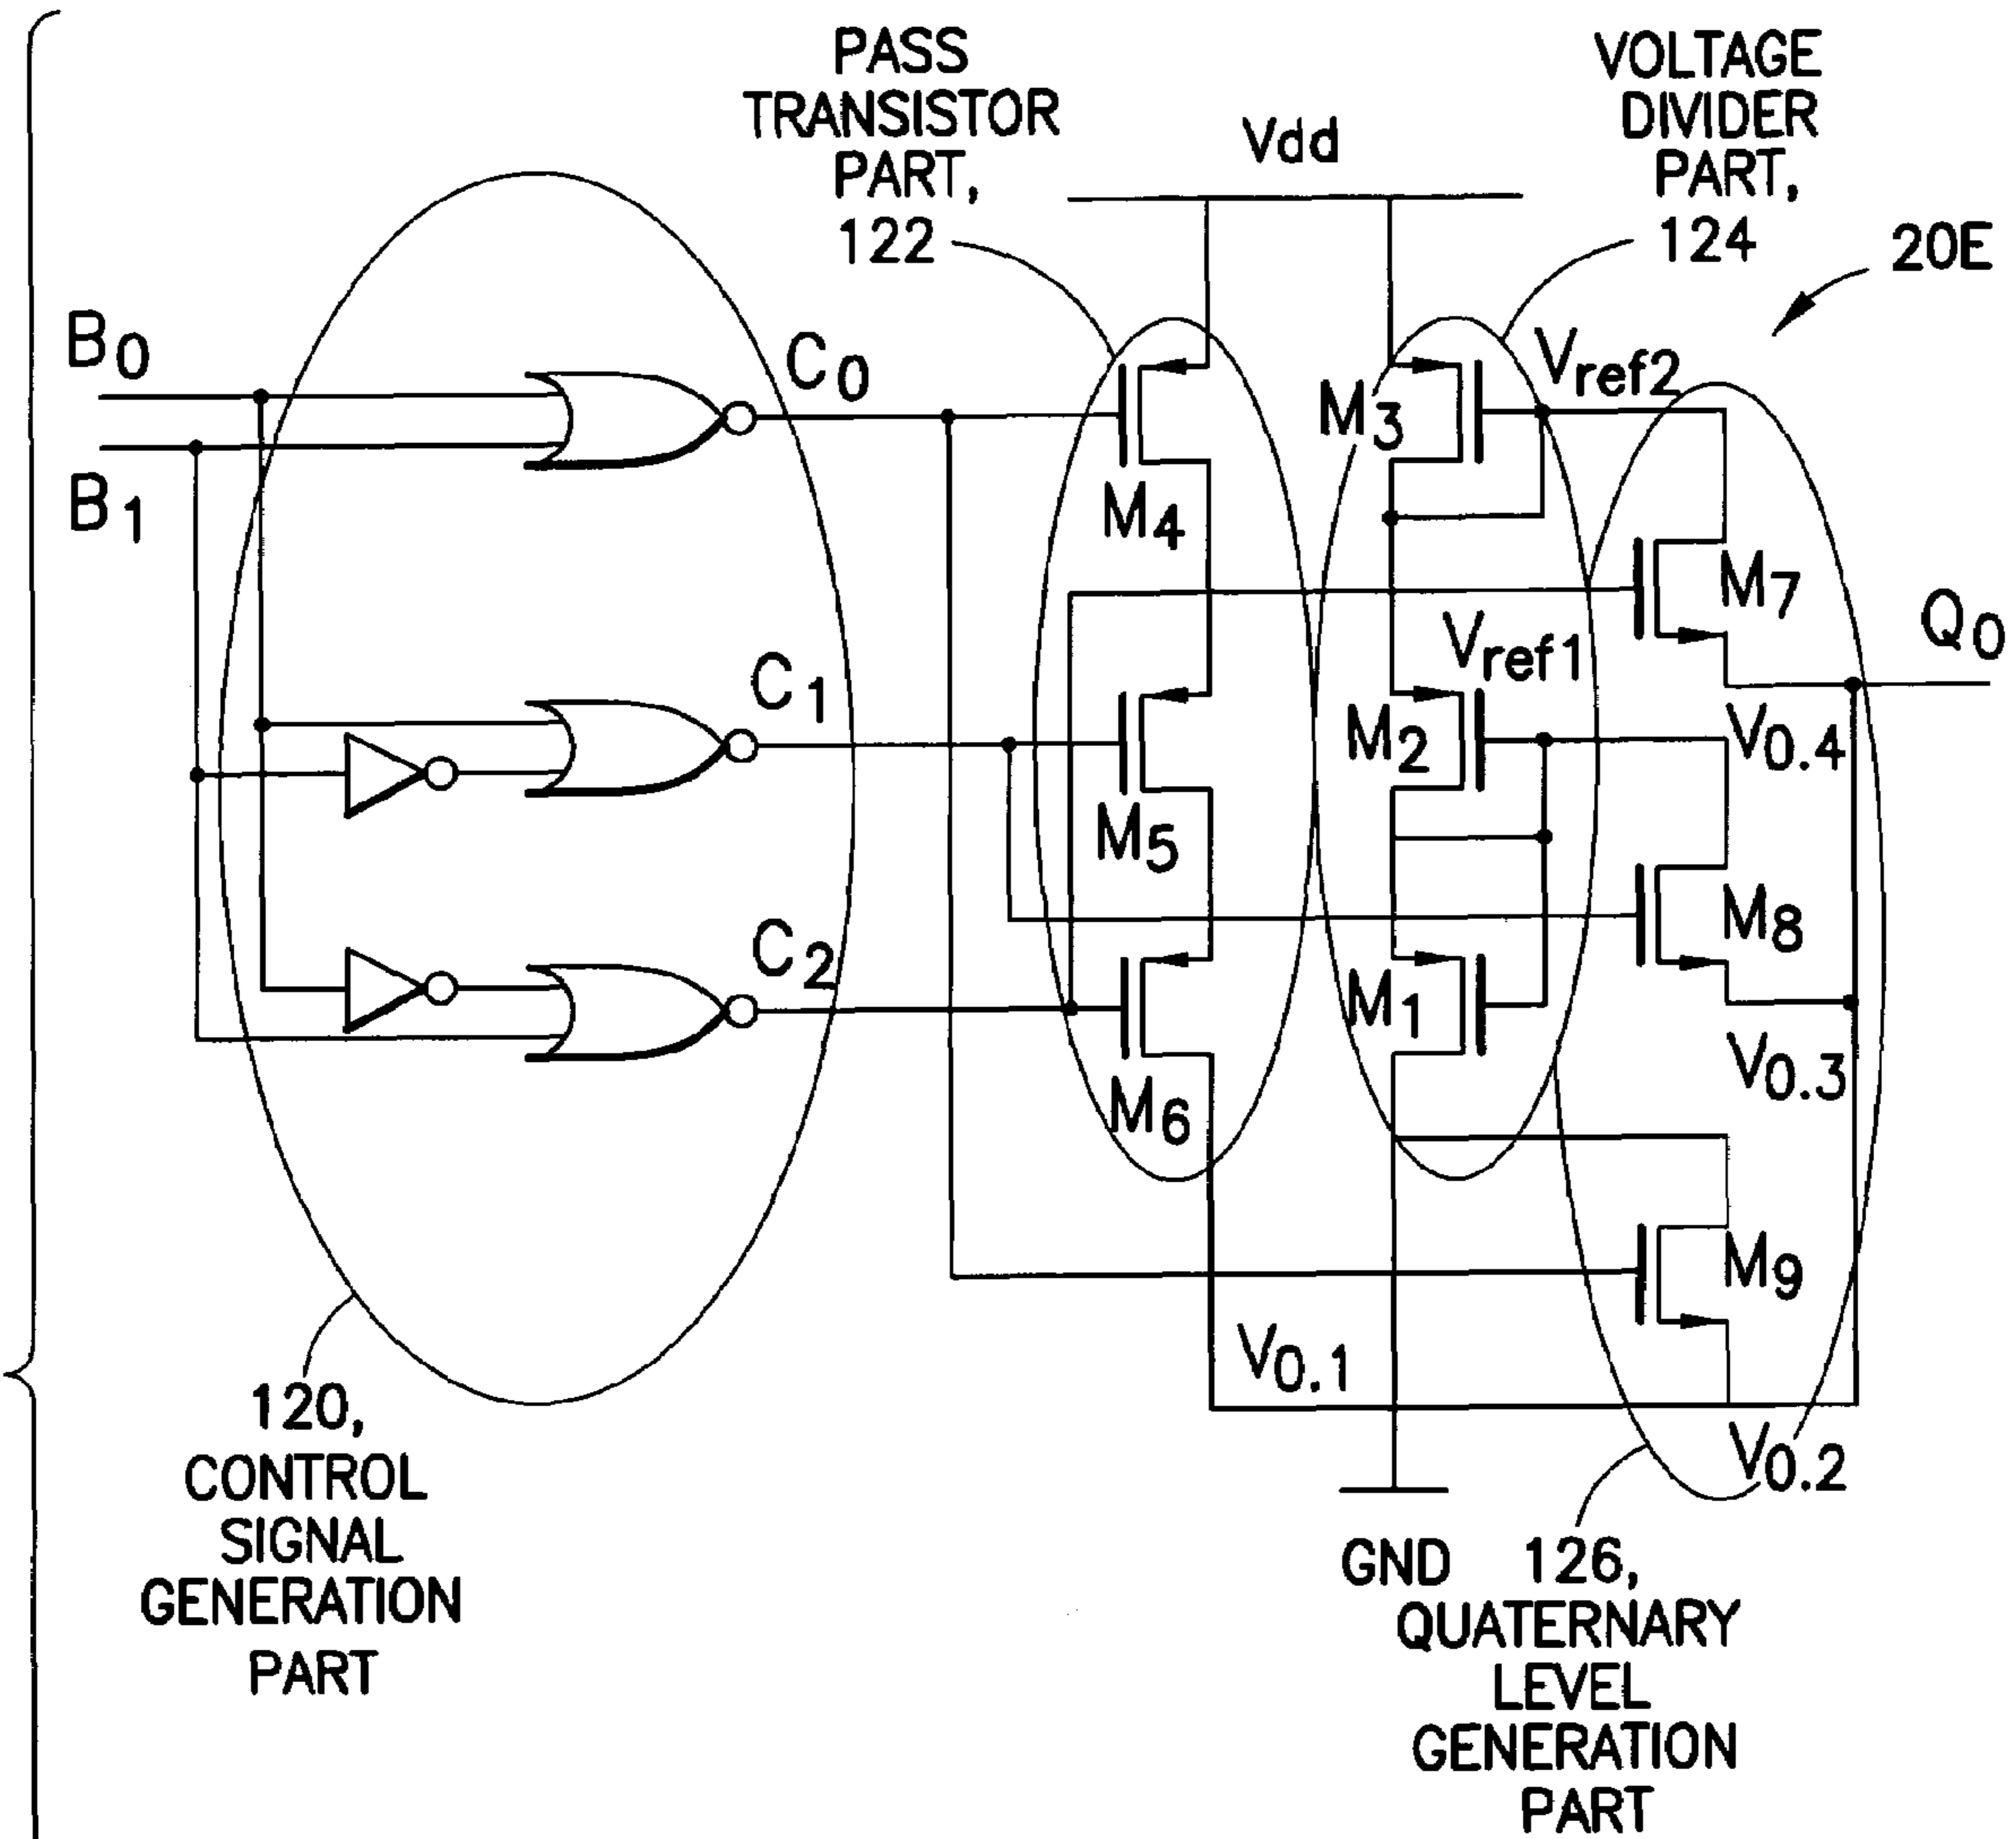 PASS
TRANSISTOR
PART,
122
Vdd
VOLTAGE
DIVIDER
PART,
124
20E
B0
B1
C0
C1
C2
M4
M5
M6
M3
M2
M1
Vref2
Vref1
M7
M8
M9
Q0
V0.4
V0.3
V0.1
V0.2
GND
120,
CONTROL
SIGNAL
GENERATION
PART
126,
QUATERNARY
LEVEL
GENERATION
PART